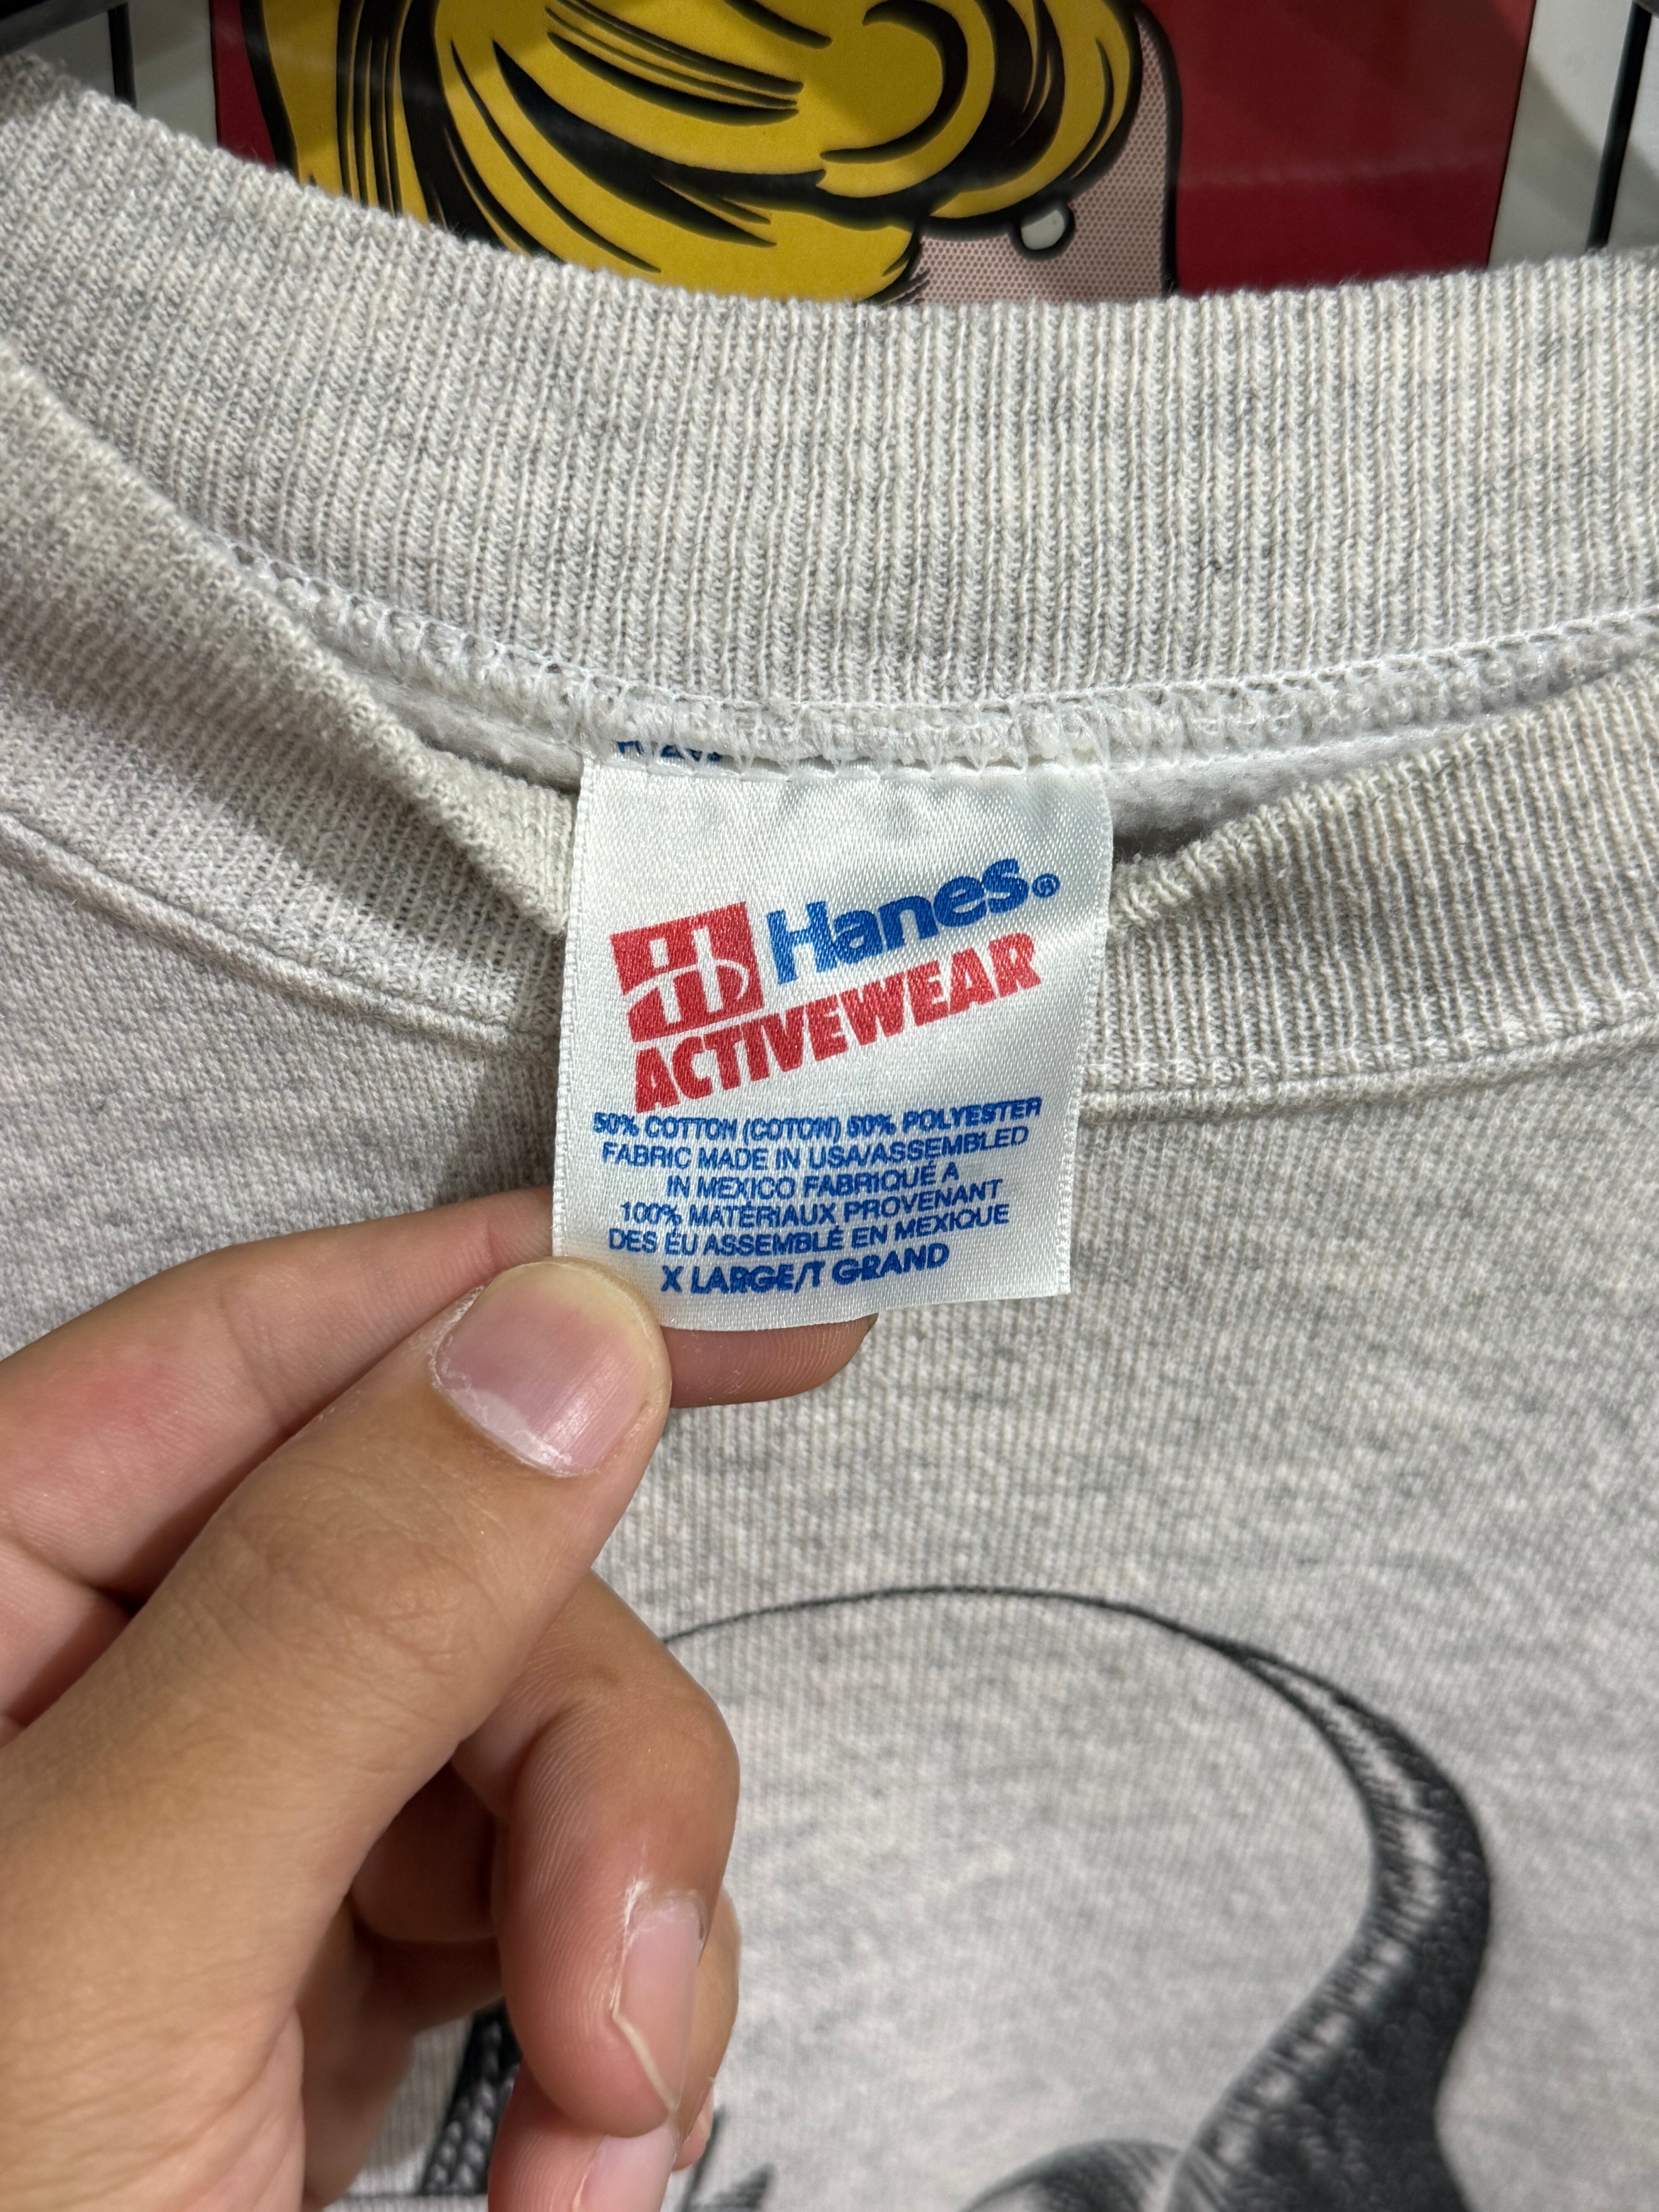 Hanes®
ACTIVEWEAR
50% COTTON (COTON) 50% POLYESTER
FABRIC MADE IN USA/ASSEMBLED
IN MEXICO FABRIQUÉ À
100% MATÉRIAUX PROVENANT
DES ÉU ASSEMBLÉ EN MEXIQUE
X LARGE/T GRAND